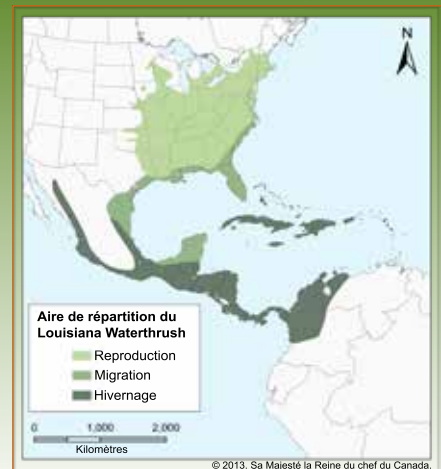 N
Aire de répartition du
Louisiana Waterthrush
Reproduction
Migration
Hivernage
0 1,000 2,000
Kilomètres
© 2013. Sa Majesté la Reine du chef du Canada.